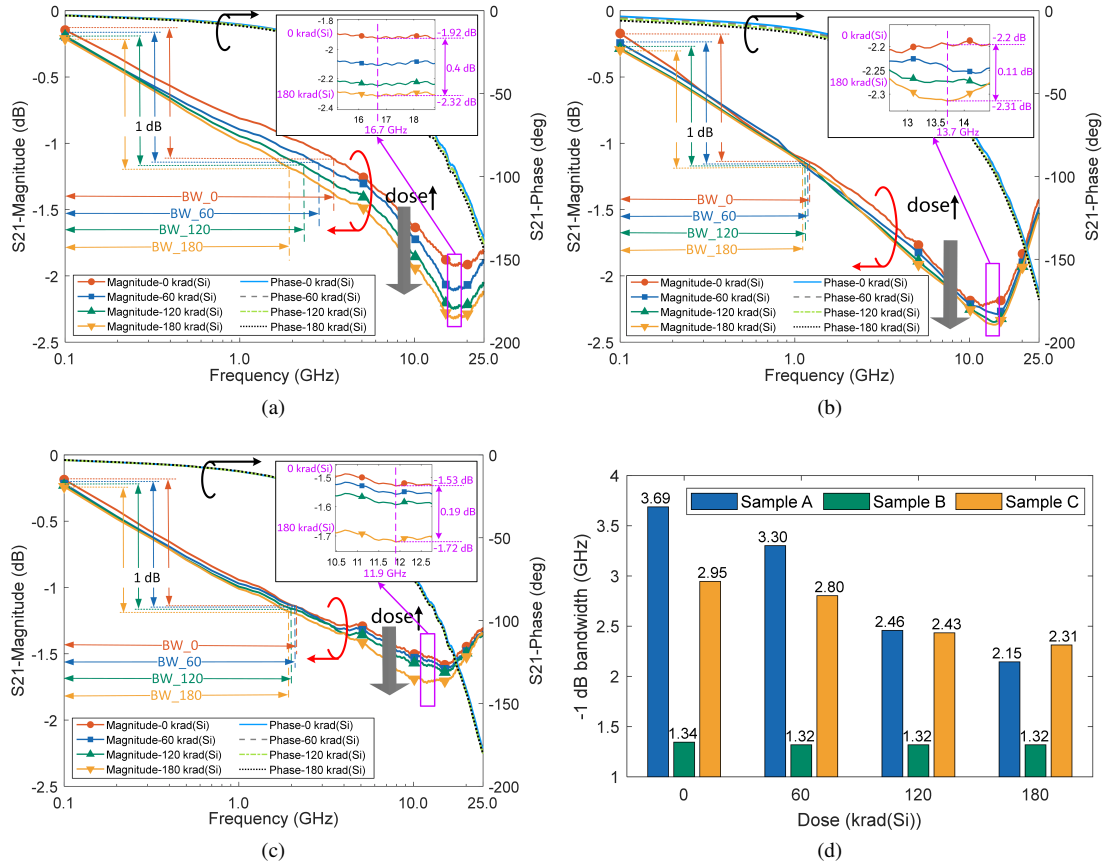 0
-0.5
-1
-1.5
-2
-2.5
S21-Magnitude (dB)
0.1
1.0
10.0
25.0
Frequency (GHz)
0
-50
-100
-150
-200
S21-Phase (deg)
1 dB
BW_0
BW_60
BW_120
BW_180
dose
-1.8
-2
-2.2
-2.4
0 krad(Si)
180 krad(Si)
-1.92
0.4 dB
-2.32 dB
16
17
18
16.7 GHz
Magnitude-0 krad(Si)
Phase-0 krad(Si)
Magnitude-60 krad(Si)
Phase-60 krad(Si)
Magnitude-120 krad(Si)
Phase-120 krad(Si)
Magnitude-180 krad(Si)
Phase-180 krad(Si)
(a)
0
-0.5
-1
-1.5
-2
-2.5
S21-Magnitude (dB)
0.1
1.0
10.0
25.0
Frequency (GHz)
0
-50
-100
-150
-200
S21-Phase (deg)
1 dB
BW_0
BW_60
BW_120
BW_180
dose
0 krad(Si)
-2.2
-2.25
180 krad(Si)
-2.3
-2.2 dB
0.11 dB
-2.31 dB
13
13.5
14
13.7 GHz
Magnitude-0 krad(Si)
Phase-0 krad(Si)
Magnitude-60 krad(Si)
Phase-60 krad(Si)
Magnitude-120 krad(Si)
Phase-120 krad(Si)
Magnitude-180 krad(Si)
Phase-180 krad(Si)
(b)
0
-0.5
-1
-1.5
-2
-2.5
S21-Magnitude (dB)
0.1
1.0
10.0
25.0
Frequency (GHz)
0
-50
-100
-150
-200
S21-Phase (deg)
1 dB
BW_0
BW_60
BW_120
BW_180
dose
0 krad(Si)
-1.5
-1.6
180 krad(Si)
-1.7
-1.53 dB
0.19 dB
-1.72 dB
10.5
11
11.5
12
12.5
11.9 GHz
Magnitude-0 krad(Si)
Phase-0 krad(Si)
Magnitude-60 krad(Si)
Phase-60 krad(Si)
Magnitude-120 krad(Si)
Phase-120 krad(Si)
Magnitude-180 krad(Si)
Phase-180 krad(Si)
(c)
4
3.5
3
2.5
2
1.5
1
-1 dB bandwidth (GHz)
0
60
120
180
Sample A
Sample B
Sample C
3.69
1.34
2.95
3.30
1.32
2.80
2.46
1.32
2.43
2.15
1.32
2.31
0
60
120
180
Dose (krad(Si))
(d)